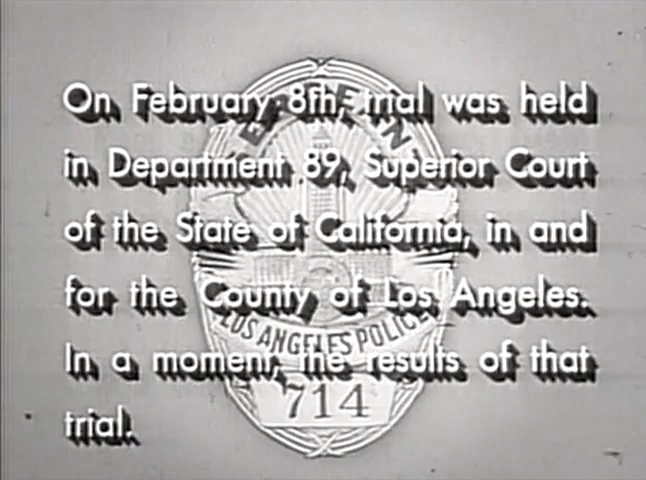 On February 8th, trial was held
in Department 89, Superior Court
of the State of California, in and
for the County of Los Angeles.
In a moment, the results of that
trial.
SERGEANT
LOS ANGELES POLICE
714